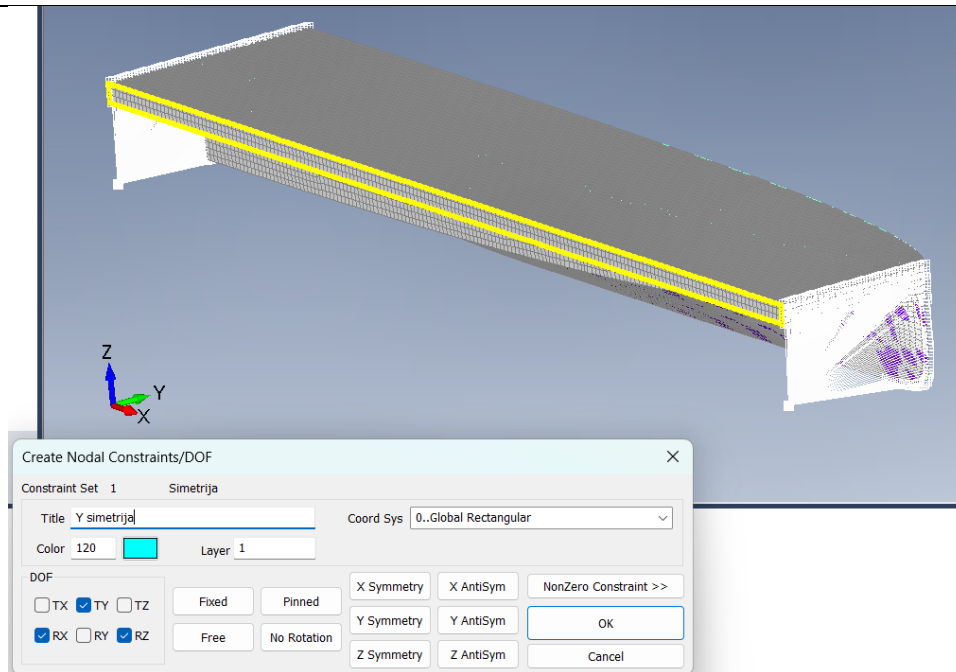 Z
Y
X
Create Nodal Constraints/DOF
Constraint Set 1 Simetrija
Title Y simetrija Coord Sys 0..Global Rectangular
Color 120 Layer 1
DOF
TX TY TZ
RX RY RZ
Fixed Pinned
Free No Rotation
X Symmetry X AntiSym NonZero Constraint >>
Y Symmetry Y AntiSym OK
Z Symmetry Z AntiSym Cancel